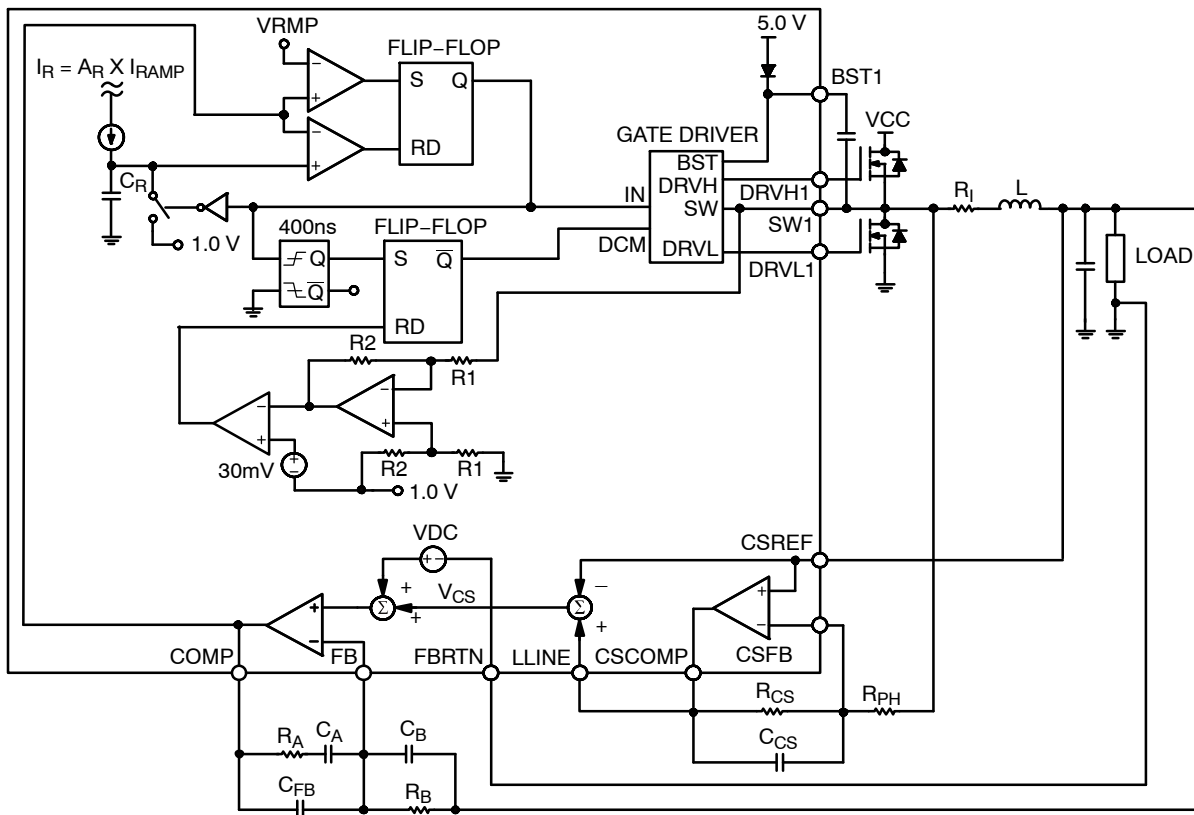 5.0 V
VRMP
FLIP–FLOP
BST1
I_R = A_R X I_RAMP
S Q
VCC
GATE DRIVER
RD
BST
DRVH
DRVH1
R_I
L
C_R
IN
SW
SW1
1.0 V
400ns
FLIP–FLOP
DCM
DRVL
DRVL1
LOAD
Q
S Q̅
Q̅
RD
R2
R1
30mV
R2
R1
1.0 V
VDC
CSREF
V_CS
Σ
Σ
COMP
FB
FBRTN
LLINE
CSCOMP
CSFB
R_CS
R_PH
R_A
C_A
C_B
C_CS
C_FB
R_B